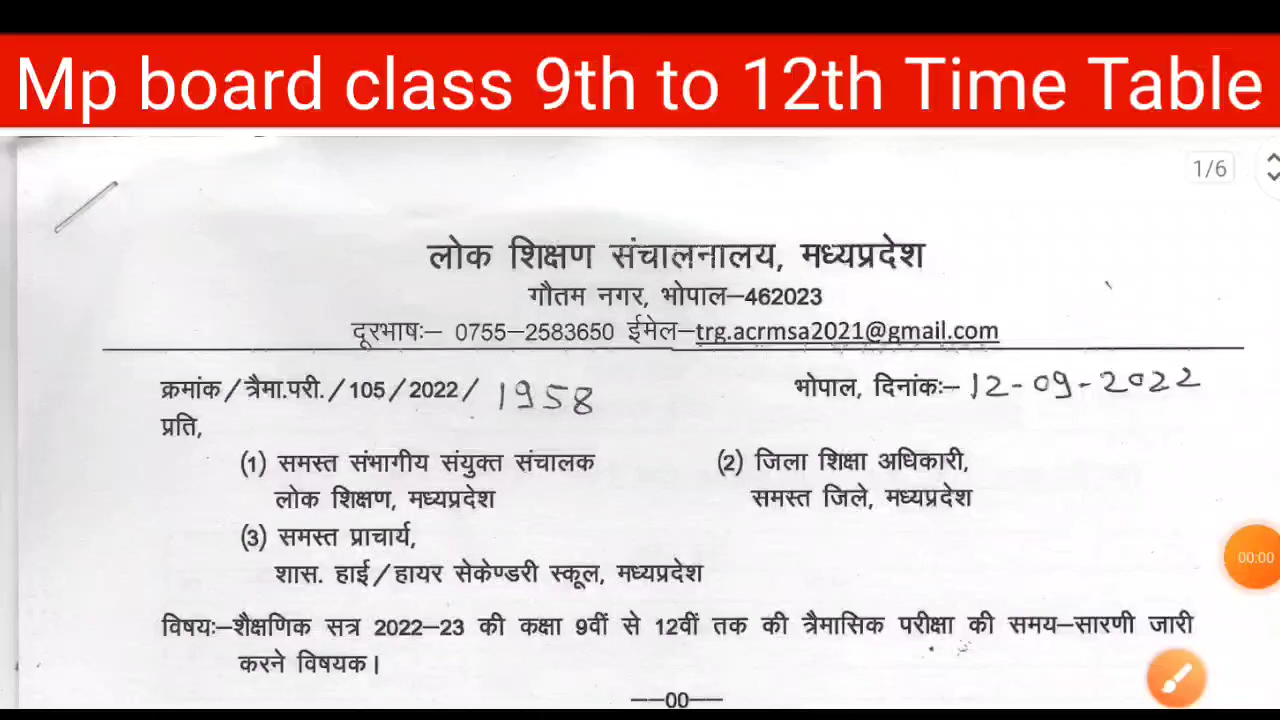 Mp board class 9th to 12th Time Table
1/6
लोक शिक्षण संचालनालय, मध्यप्रदेश
गौतम नगर, भोपाल–462023
दूरभाषः– 0755–2583650 ईमेल–trg.acrmsa2021@gmail.com
क्रमांक/त्रैमा.परी./105/2022/ 1958 भोपाल, दिनांकः– 12-09-2022
प्रति,
(1) समस्त संभागीय संयुक्त संचालक (2) जिला शिक्षा अधिकारी,
लोक शिक्षण, मध्यप्रदेश समस्त जिले, मध्यप्रदेश
(3) समस्त प्राचार्य,
शास. हाई/हायर सेकेण्डरी स्कूल, मध्यप्रदेश
00:00
विषयः–शैक्षणिक सत्र 2022–23 की कक्षा 9वीं से 12वीं तक की त्रैमासिक परीक्षा की समय–सारणी जारी
करने विषयक।
––00––